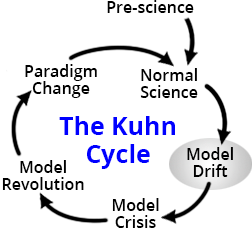 Pre-science
Paradigm
Change
Normal
Science
The Kuhn
Cycle
Model
Drift
Model
Revolution
Model
Crisis